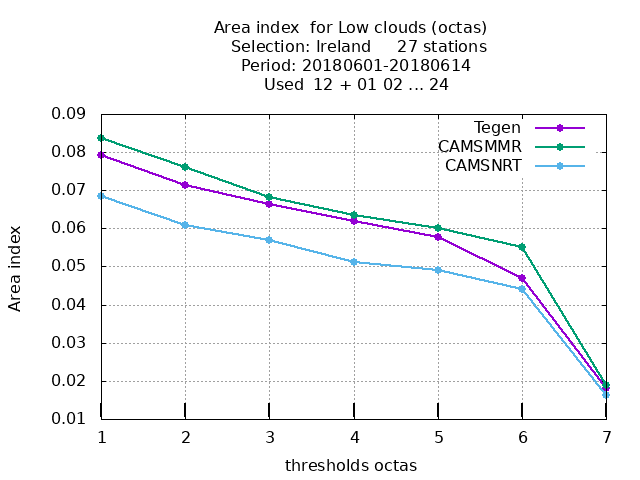 Area index  for Low clouds (octas)
Selection: Ireland     27 stations
Period: 20180601-20180614
Used  12 + 01 02 ... 24
Tegen
CAMSMMR
CAMSNRT
0.09
0.08
0.07
0.06
0.05
0.04
0.03
0.02
0.01
Area index
1 2 3 4 5 6 7
thresholds octas